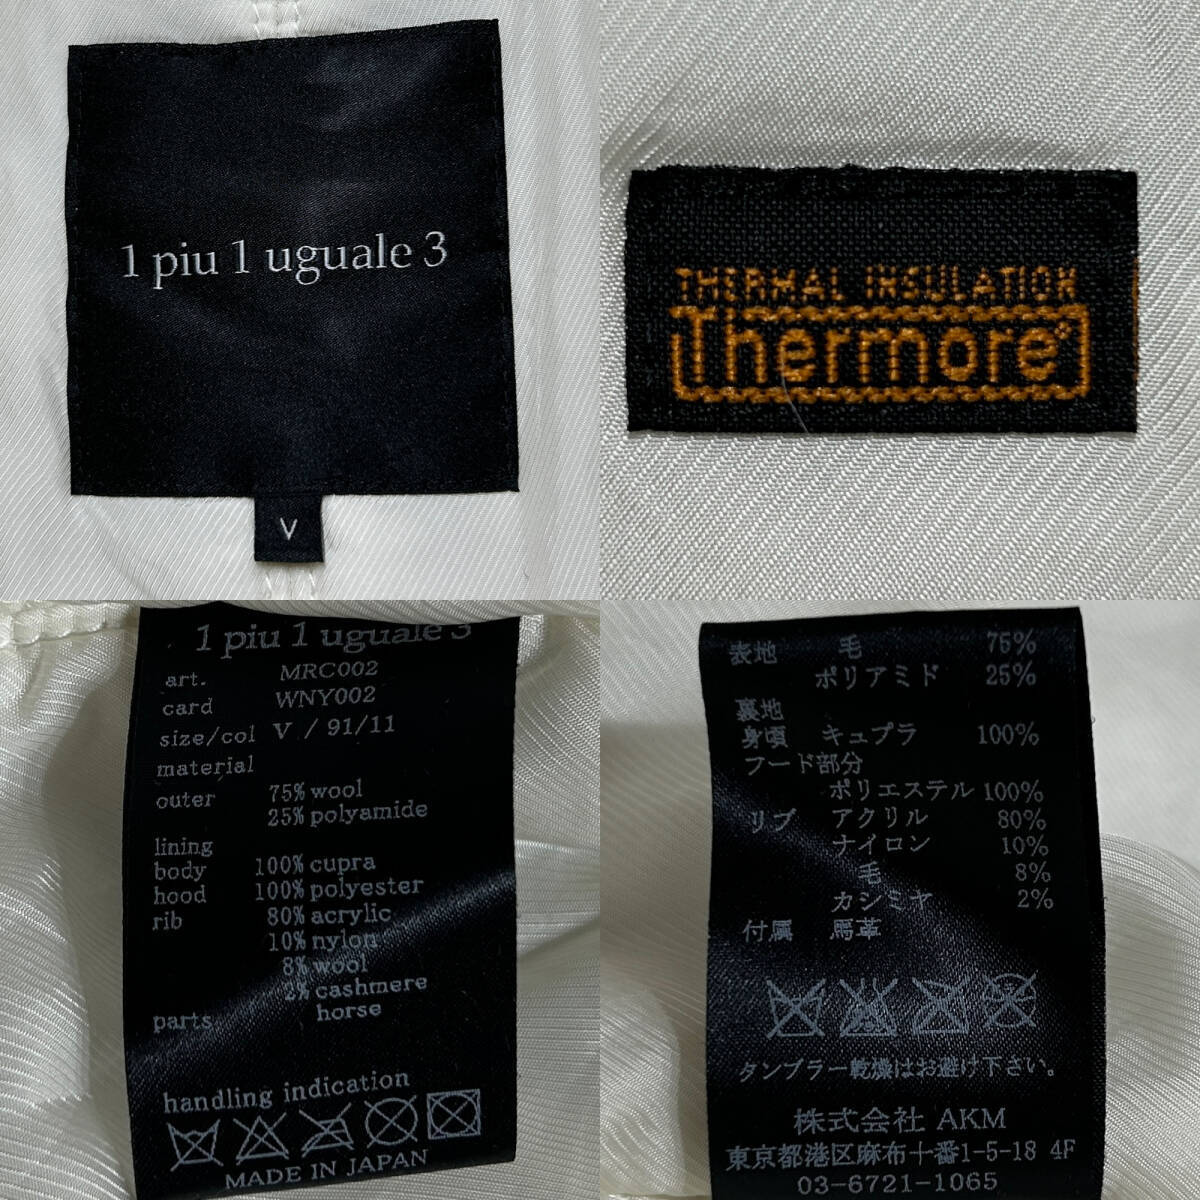 1 piu 1 uguale 3
V
THERMAL INSULATION
Thermore®
1 piu 1 uguale 3
art. MRC002
card WNY002
size/col V / 91/11
material
outer 75% wool
25% polyamide
lining
body 100% cupra
hood 100% polyester
rib 80% acrylic
10% nylon
8% wool
2% cashmere
parts horse
handling indication
MADE IN JAPAN
表地 毛 75%
ポリアミド 25%
裏地
身頃 キュプラ 100%
フード部分
ポリエステル 100%
リブ アクリル 80%
ナイロン 10%
毛 8%
カシミヤ 2%
付属 馬革
タンブラー乾燥はお避け下さい。
株式会社 AKM
東京都港区麻布十番1-5-18 4F
03-6721-1065